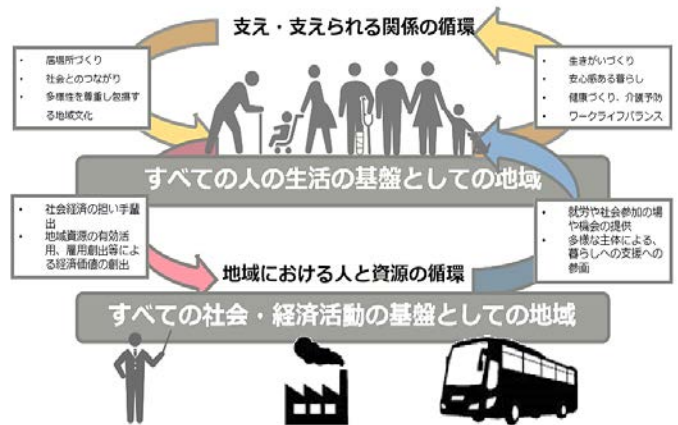 支え・支えられる関係の循環
・ 居場所づくり
・ 社会とのつながり
・ 多様性を尊重し包摂す
る地域文化
・ 生きがいづくり
・ 安心感ある暮らし
・ 健康づくり、介護予防
・ ワークライフバランス
すべての人の生活の基盤としての地域
・ 社会経済の担い手輩
出
・ 地域資源の有効活
用、雇用創出等によ
る経済価値の創出
・ 就労や社会参加の場
や機会の提供
・ 多様な主体による、
暮らしへの支援への
参画
地域における人と資源の循環
すべての社会・経済活動の基盤としての地域